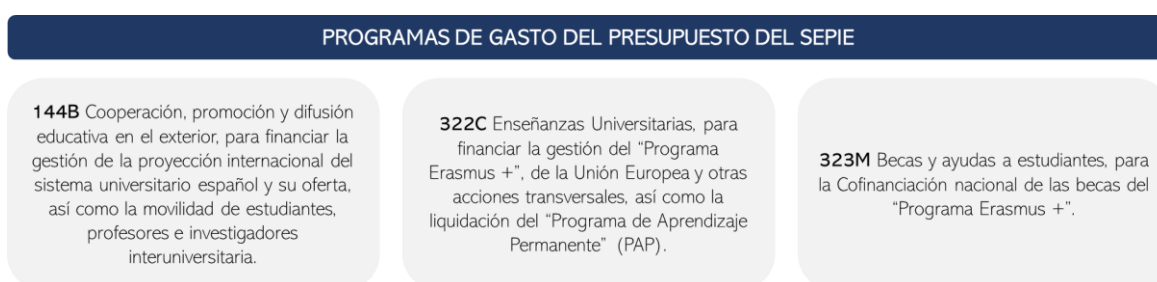 PROGRAMAS DE GASTO DEL PRESUPUESTO DEL SEPIE
144B Cooperación, promoción y difusión
educativa en el exterior, para financiar la
gestión de la proyección internacional del
sistema universitario español y su oferta,
así como la movilidad de estudiantes,
profesores e investigadores
interuniversitaria.
322C Enseñanzas Universitarias, para
financiar la gestión del “Programa
Erasmus +”, de la Unión Europea y otras
acciones transversales, así como la
liquidación del “Programa de Aprendizaje
Permanente” (PAP).
323M Becas y ayudas a estudiantes, para
la Cofinanciación nacional de las becas del
“Programa Erasmus +”.